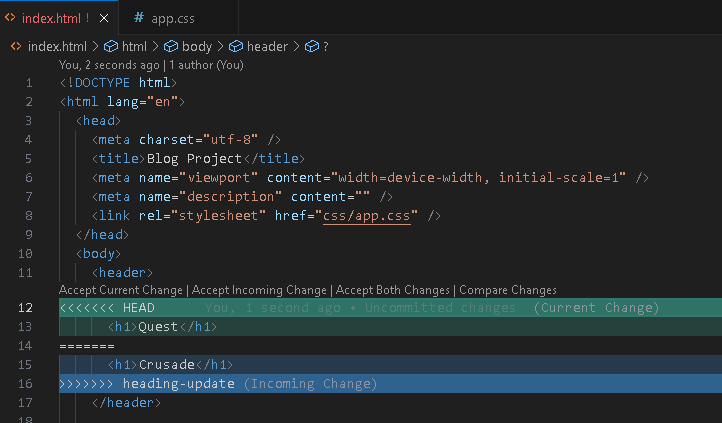 <> index.html ! × # app.css
<> index.html > html > body > header > ?
You, 2 seconds ago | 1 author (You)
1 <!DOCTYPE html>
2 <html lang="en">
3 <head>
4 <meta charset="utf-8" />
5 <title>Blog Project</title>
6 <meta name="viewport" content="width=device-width, initial-scale=1" />
7 <meta name="description" content="" />
8 <link rel="stylesheet" href="css/app.css" />
9 </head>
10 <body>
11 <header>
Accept Current Change | Accept Incoming Change | Accept Both Changes | Compare Changes
12 <<<<<<< HEAD You, 1 second ago • Uncommitted changes (Current Change)
13 <h1>Quest</h1>
14 =======
15 <h1>Crusade</h1>
16 >>>>>>> heading-update (Incoming Change)
17 </header>
18